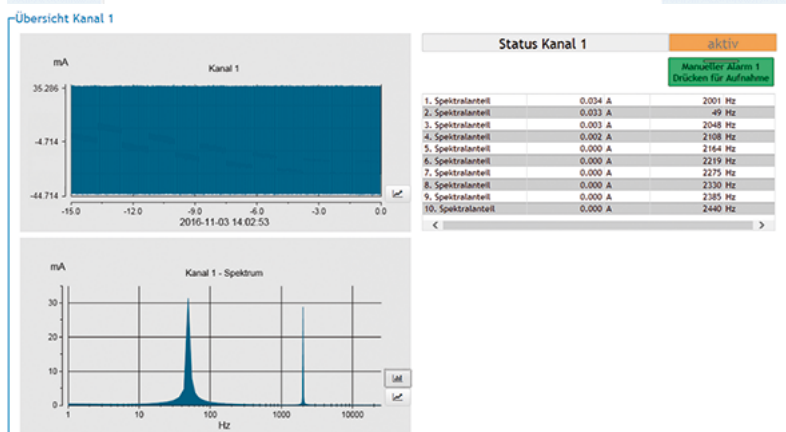 Übersicht Kanal 1
mA
Kanal 1
35.286
-4.714
-44.714
-15.0 -12.0 -9.0 -6.0 -3.0 0.0
2016-11-03 14:02:53
mA
Kanal 1 - Spektrum
30
20
10
0
1 10 100 1000 10000
Hz
Status Kanal 1 aktiv
Manueller Alarm 1
Drücken für Aufnahme
1. Spektralanteil 0.034 A 2001 Hz
2. Spektralanteil 0.033 A 49 Hz
3. Spektralanteil 0.003 A 2048 Hz
4. Spektralanteil 0.002 A 2108 Hz
5. Spektralanteil 0.000 A 2164 Hz
6. Spektralanteil 0.000 A 2219 Hz
7. Spektralanteil 0.000 A 2275 Hz
8. Spektralanteil 0.000 A 2330 Hz
9. Spektralanteil 0.000 A 2385 Hz
10. Spektralanteil 0.000 A 2440 Hz